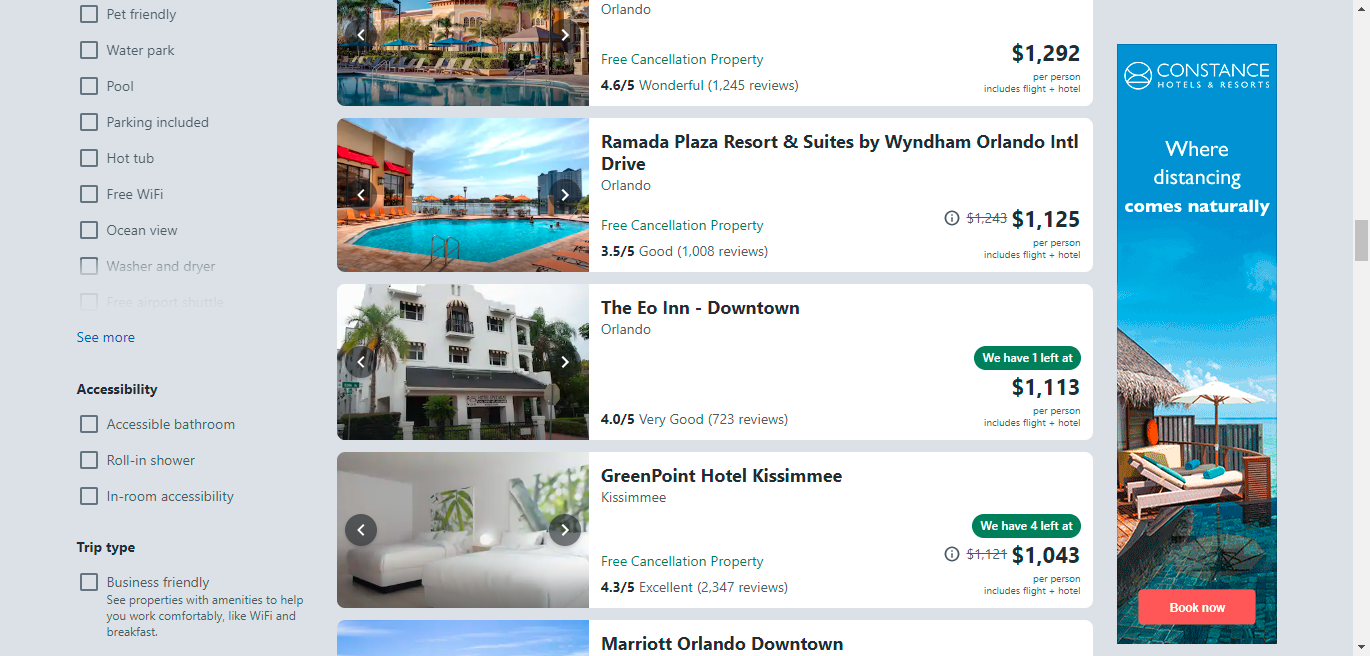 Pet friendly
Water park
Pool
Parking included
Hot tub
Free WiFi
Ocean view
Washer and dryer
Free airport shuttle
See more
Accessibility
Accessible bathroom
Roll-in shower
In-room accessibility
Trip type
Business friendly
See properties with amenities to help
you work comfortably, like WiFi and
breakfast.
Orlando
Free Cancellation Property
4.6/5 Wonderful (1,245 reviews)
$1,292
per person
includes flight + hotel
Ramada Plaza Resort & Suites by Wyndham Orlando Intl
Drive
Orlando
Free Cancellation Property
3.5/5 Good (1,008 reviews)
$1,243 $1,125
per person
includes flight + hotel
The Eo Inn - Downtown
Orlando
4.0/5 Very Good (723 reviews)
We have 1 left at
$1,113
per person
includes flight + hotel
GreenPoint Hotel Kissimmee
Kissimmee
Free Cancellation Property
4.3/5 Excellent (2,347 reviews)
We have 4 left at
$1,121 $1,043
per person
includes flight + hotel
Marriott Orlando Downtown
CONSTANCE
HOTELS & RESORTS
Where
distancing
comes naturally
Book now